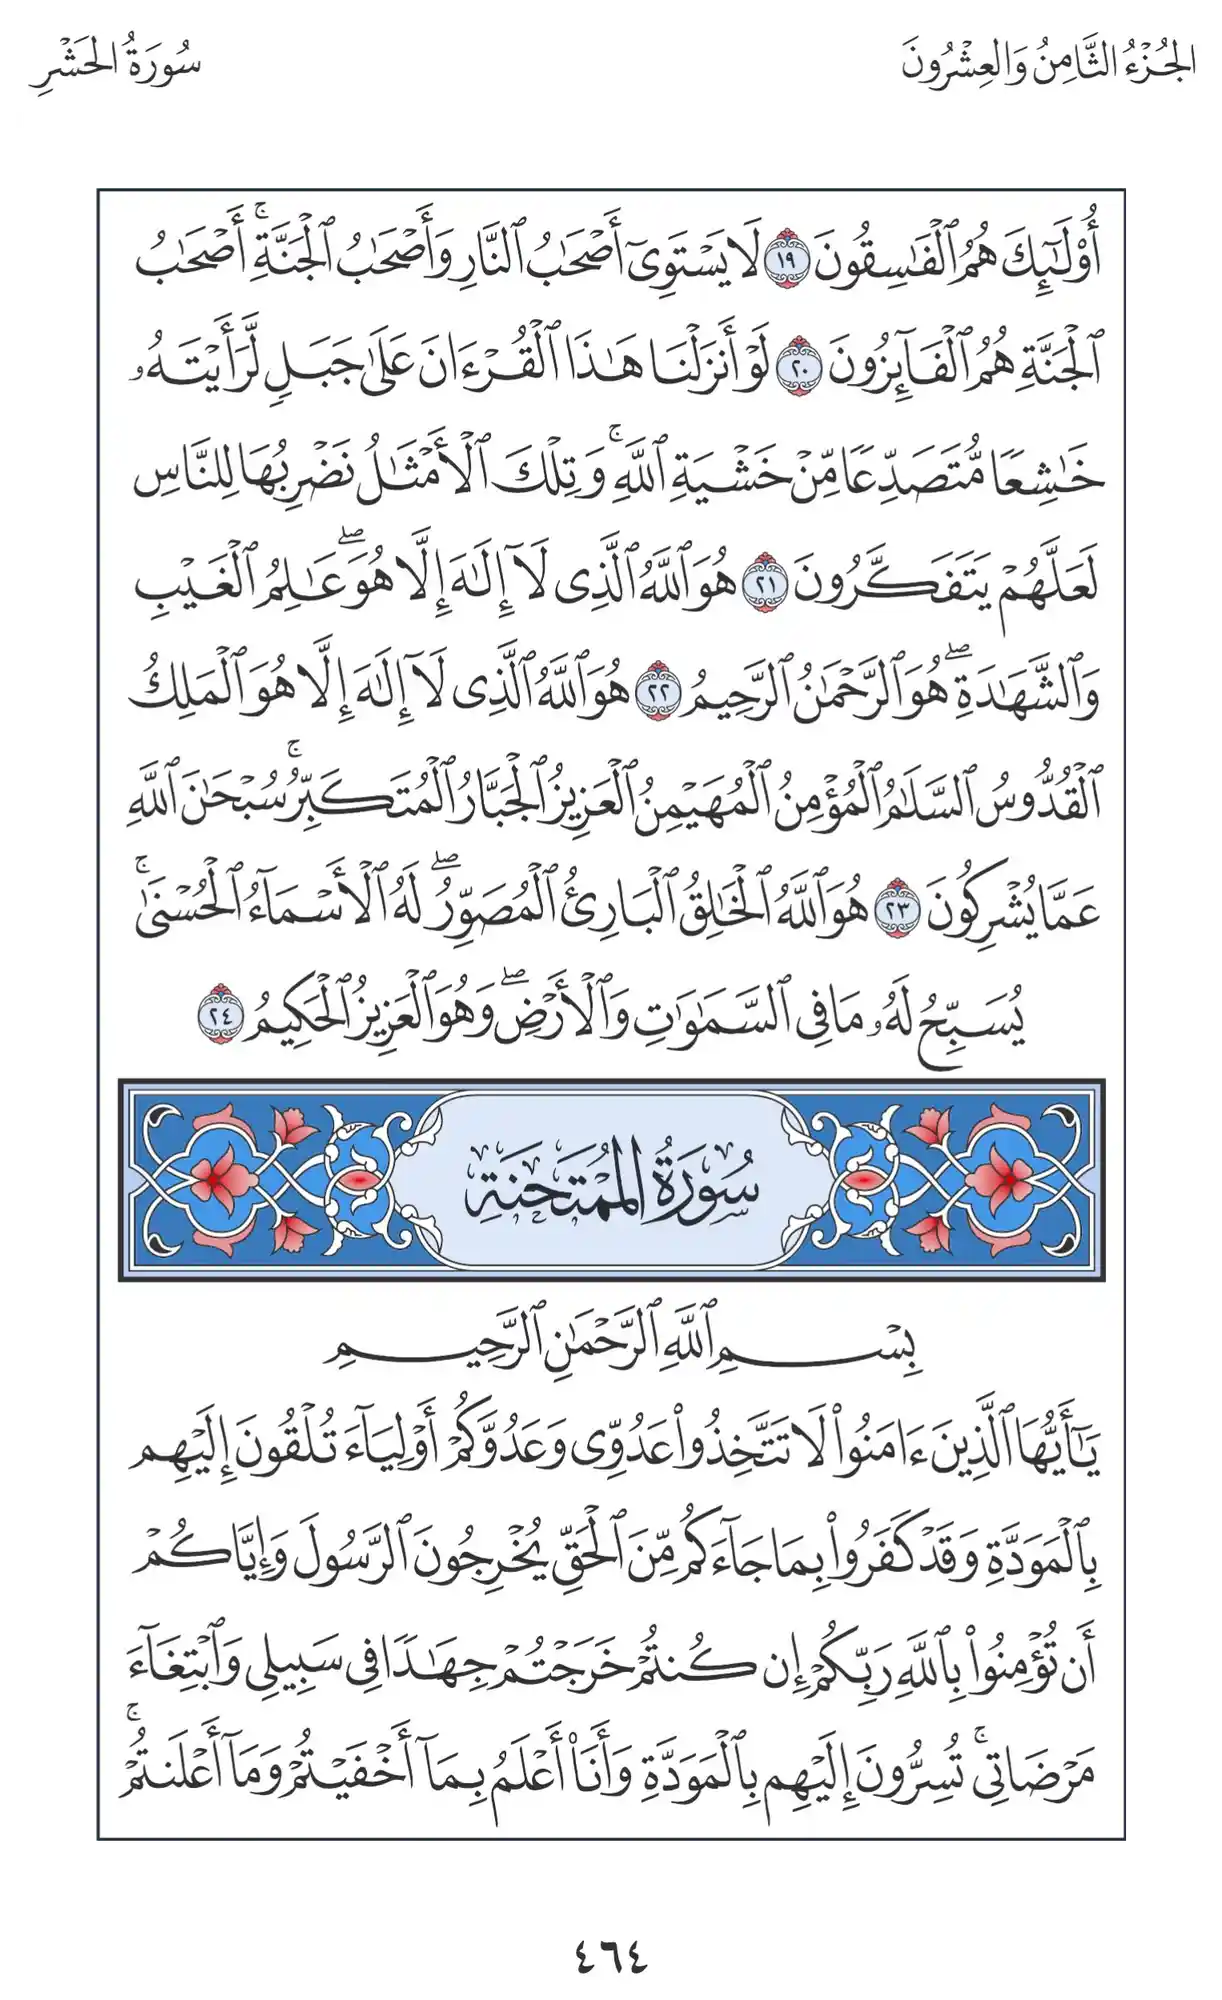 الجُزْءُ الثَّامِنُ وَالعِشْرُونَ
سُورَةُ الحَشْرِ
أُوْلَـٰٓئِكَ هُمُ ٱلْفَـٰسِقُونَ ١٩ لَا يَسْتَوِىٓ أَصْحَـٰبُ ٱلنَّارِ وَأَصْحَـٰبُ ٱلْجَنَّةِۚ أَصْحَـٰبُ
ٱلْجَنَّةِ هُمُ ٱلْفَآئِزُونَ ٢٠ لَوْ أَنزَلْنَا هَـٰذَا ٱلْقُرْءَانَ عَلَىٰ جَبَلٍ لَّرَأَيْتَهُۥ
خَـٰشِعًا مُّتَصَدِّعًا مِّنْ خَشْيَةِ ٱللَّهِۚ وَتِلْكَ ٱلْأَمْثَـٰلُ نَضْرِبُهَا لِلنَّاسِ
لَعَلَّهُمْ يَتَفَكَّرُونَ ٢١ هُوَ ٱللَّهُ ٱلَّذِى لَآ إِلَـٰهَ إِلَّا هُوَۖ عَـٰلِمُ ٱلْغَيْبِ
وَٱلشَّهَـٰدَةِۖ هُوَ ٱلرَّحْمَـٰنُ ٱلرَّحِيمُ ٢٢ هُوَ ٱللَّهُ ٱلَّذِى لَآ إِلَـٰهَ إِلَّا هُوَ ٱلْمَلِكُ
ٱلْقُدُّوسُ ٱلسَّلَـٰمُ ٱلْمُؤْمِنُ ٱلْمُهَيْمِنُ ٱلْعَزِيزُ ٱلْجَبَّارُ ٱلْمُتَكَبِّرُۚ سُبْحَـٰنَ ٱللَّهِ
عَمَّا يُشْرِكُونَ ٢٣ هُوَ ٱللَّهُ ٱلْخَـٰلِقُ ٱلْبَارِئُ ٱلْمُصَوِّرُۖ لَهُ ٱلْأَسْمَآءُ ٱلْحُسْنَىٰۚ
يُسَبِّحُ لَهُۥ مَا فِى ٱلسَّمَـٰوَٰتِ وَٱلْأَرْضِۖ وَهُوَ ٱلْعَزِيزُ ٱلْحَكِيمُ ٢٤
سُورَةُ المُمْتَحَنَةِ
بِسْمِ ٱللَّهِ ٱلرَّحْمَـٰنِ ٱلرَّحِيمِ
يَـٰٓأَيُّهَا ٱلَّذِينَ ءَامَنُوا۟ لَا تَتَّخِذُوا۟ عَدُوِّى وَعَدُوَّكُمْ أَوْلِيَآءَ تُلْقُونَ إِلَيْهِم
بِٱلْمَوَدَّةِ وَقَدْ كَفَرُوا۟ بِمَا جَآءَكُم مِّنَ ٱلْحَقِّ يُخْرِجُونَ ٱلرَّسُولَ وَإِيَّاكُمْ
أَن تُؤْمِنُوا۟ بِٱللَّهِ رَبِّكُمْ إِن كُنتُمْ خَرَجْتُمْ جِهَـٰدًا فِى سَبِيلِى وَٱبْتِغَآءَ
مَرْضَاتِىۚ تُسِرُّونَ إِلَيْهِم بِٱلْمَوَدَّةِ وَأَنَا۠ أَعْلَمُ بِمَآ أَخْفَيْتُمْ وَمَآ أَعْلَنتُمْۚ
٤٦٤